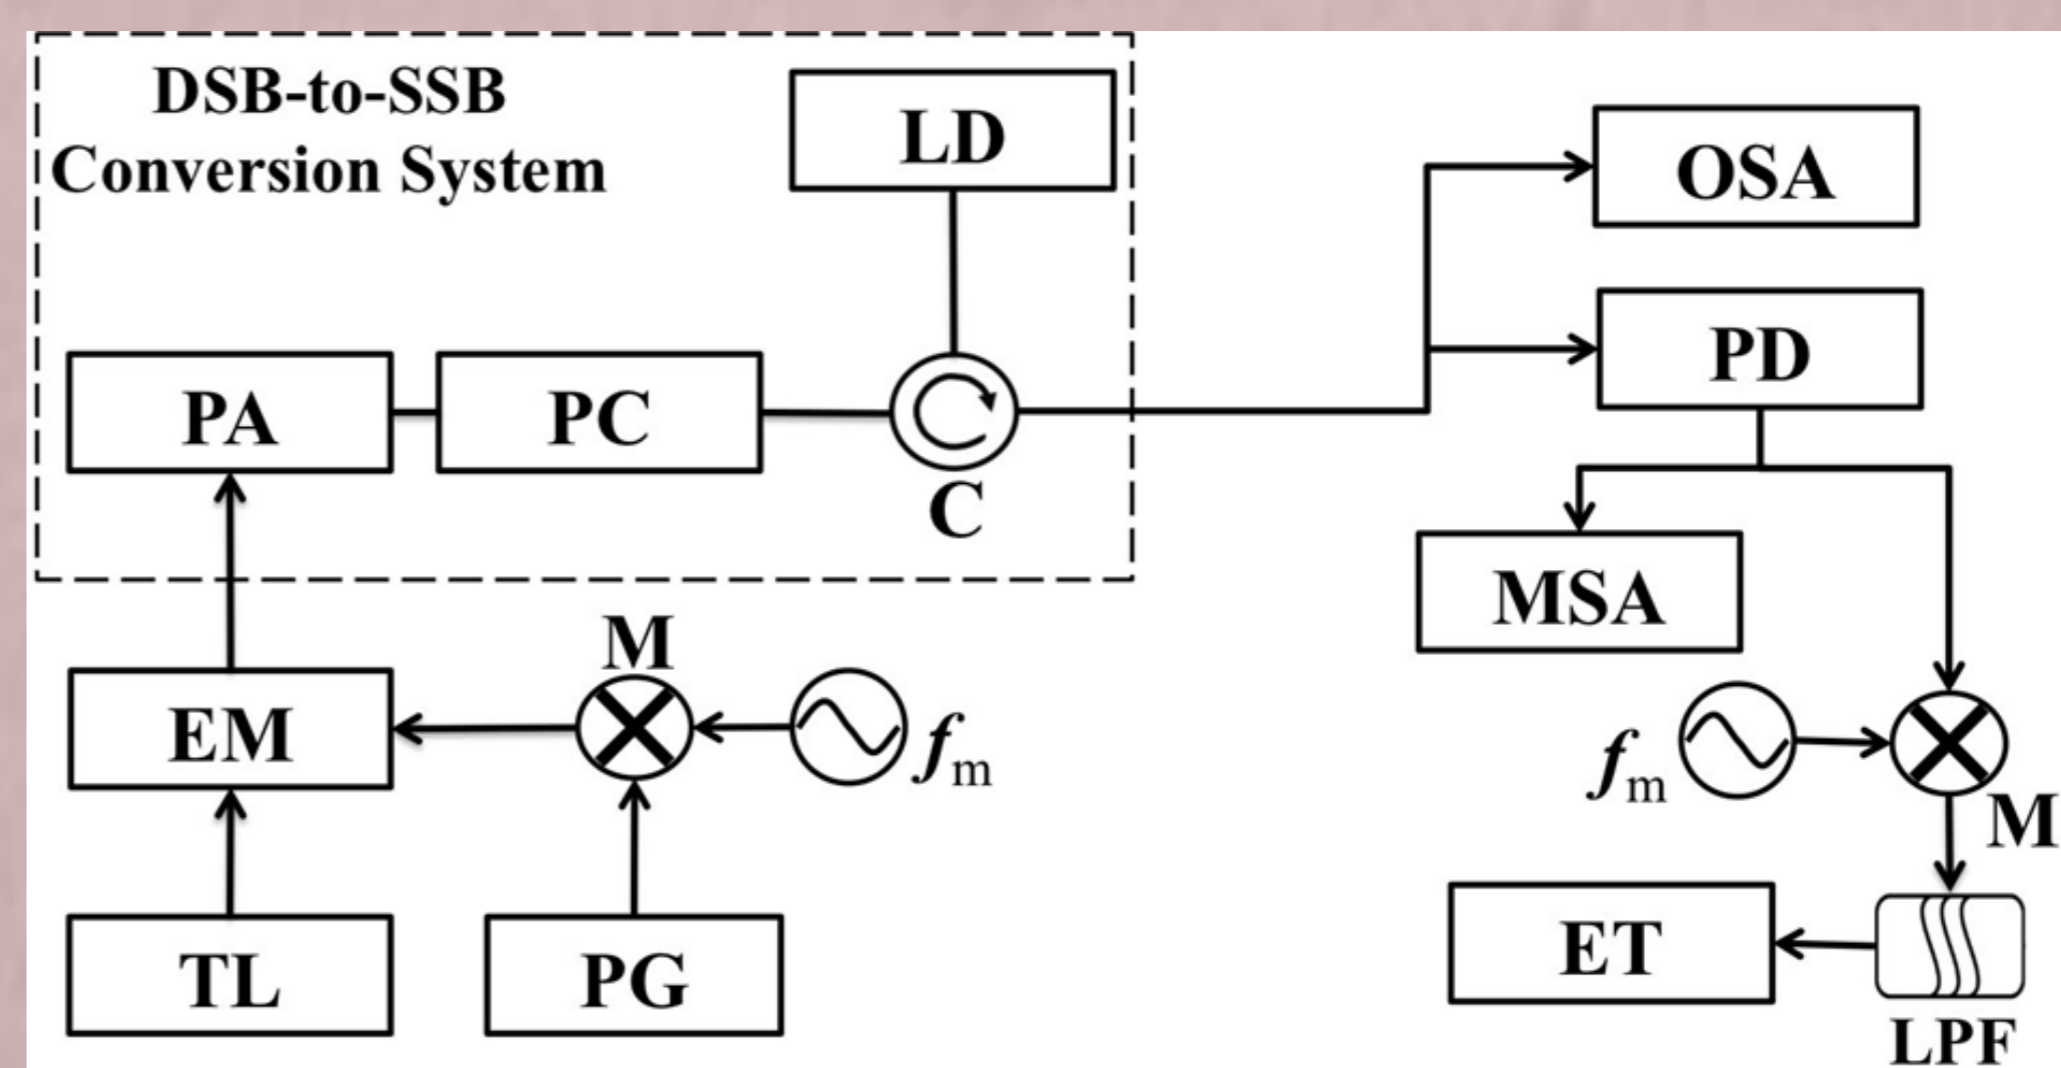 DSB-to-SSB
Conversion System
LD
OSA
PD
PA
PC
C
MSA
M
EM
fm
fm
M
TL
PG
ET
LPF